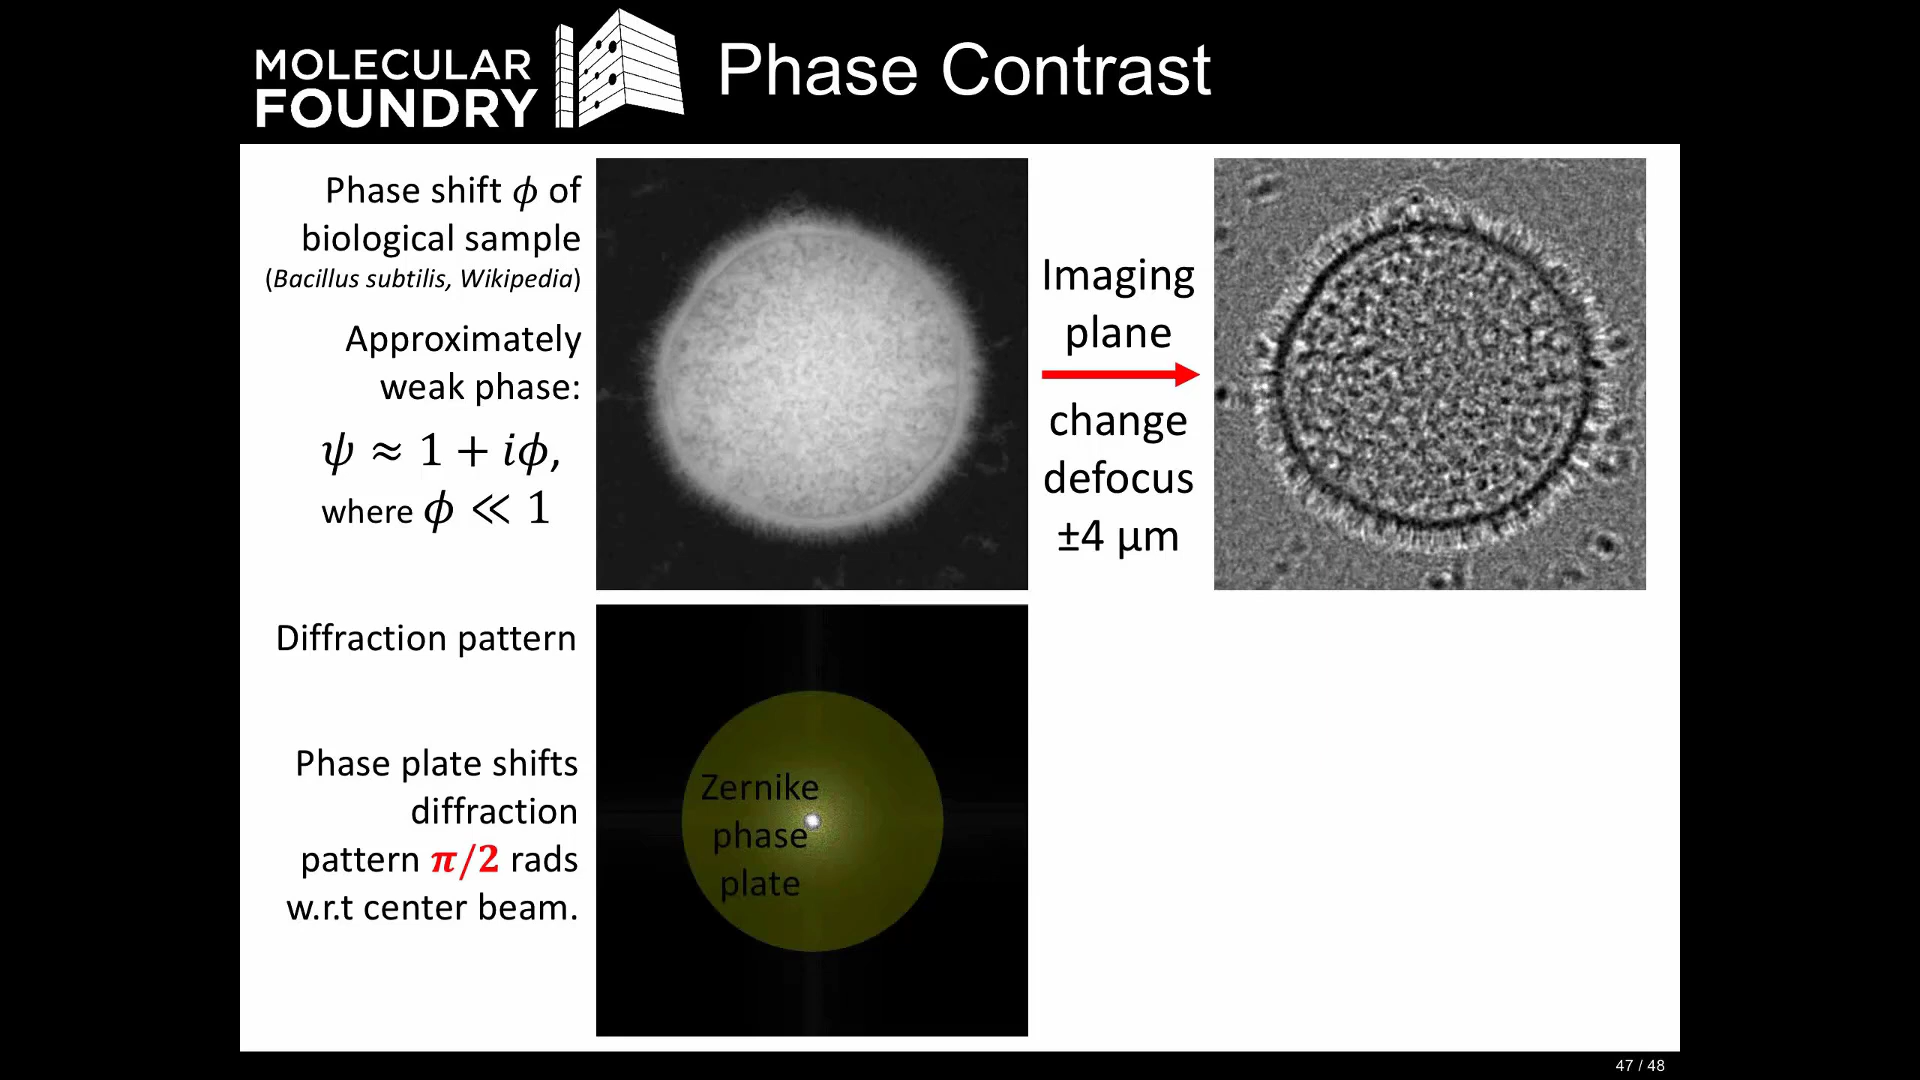 MOLECULAR
FOUNDRY
Phase Contrast
Phase shift ϕ of
biological sample
(Bacillus subtilis, Wikipedia)
Approximately
weak phase:
ψ ≈ 1 + iϕ,
where ϕ ≪ 1
Imaging
plane
change
defocus
±4 µm
Diffraction pattern
Phase plate shifts
diffraction
pattern π/2 rads
w.r.t center beam.
Zernike
phase
plate
47 / 48